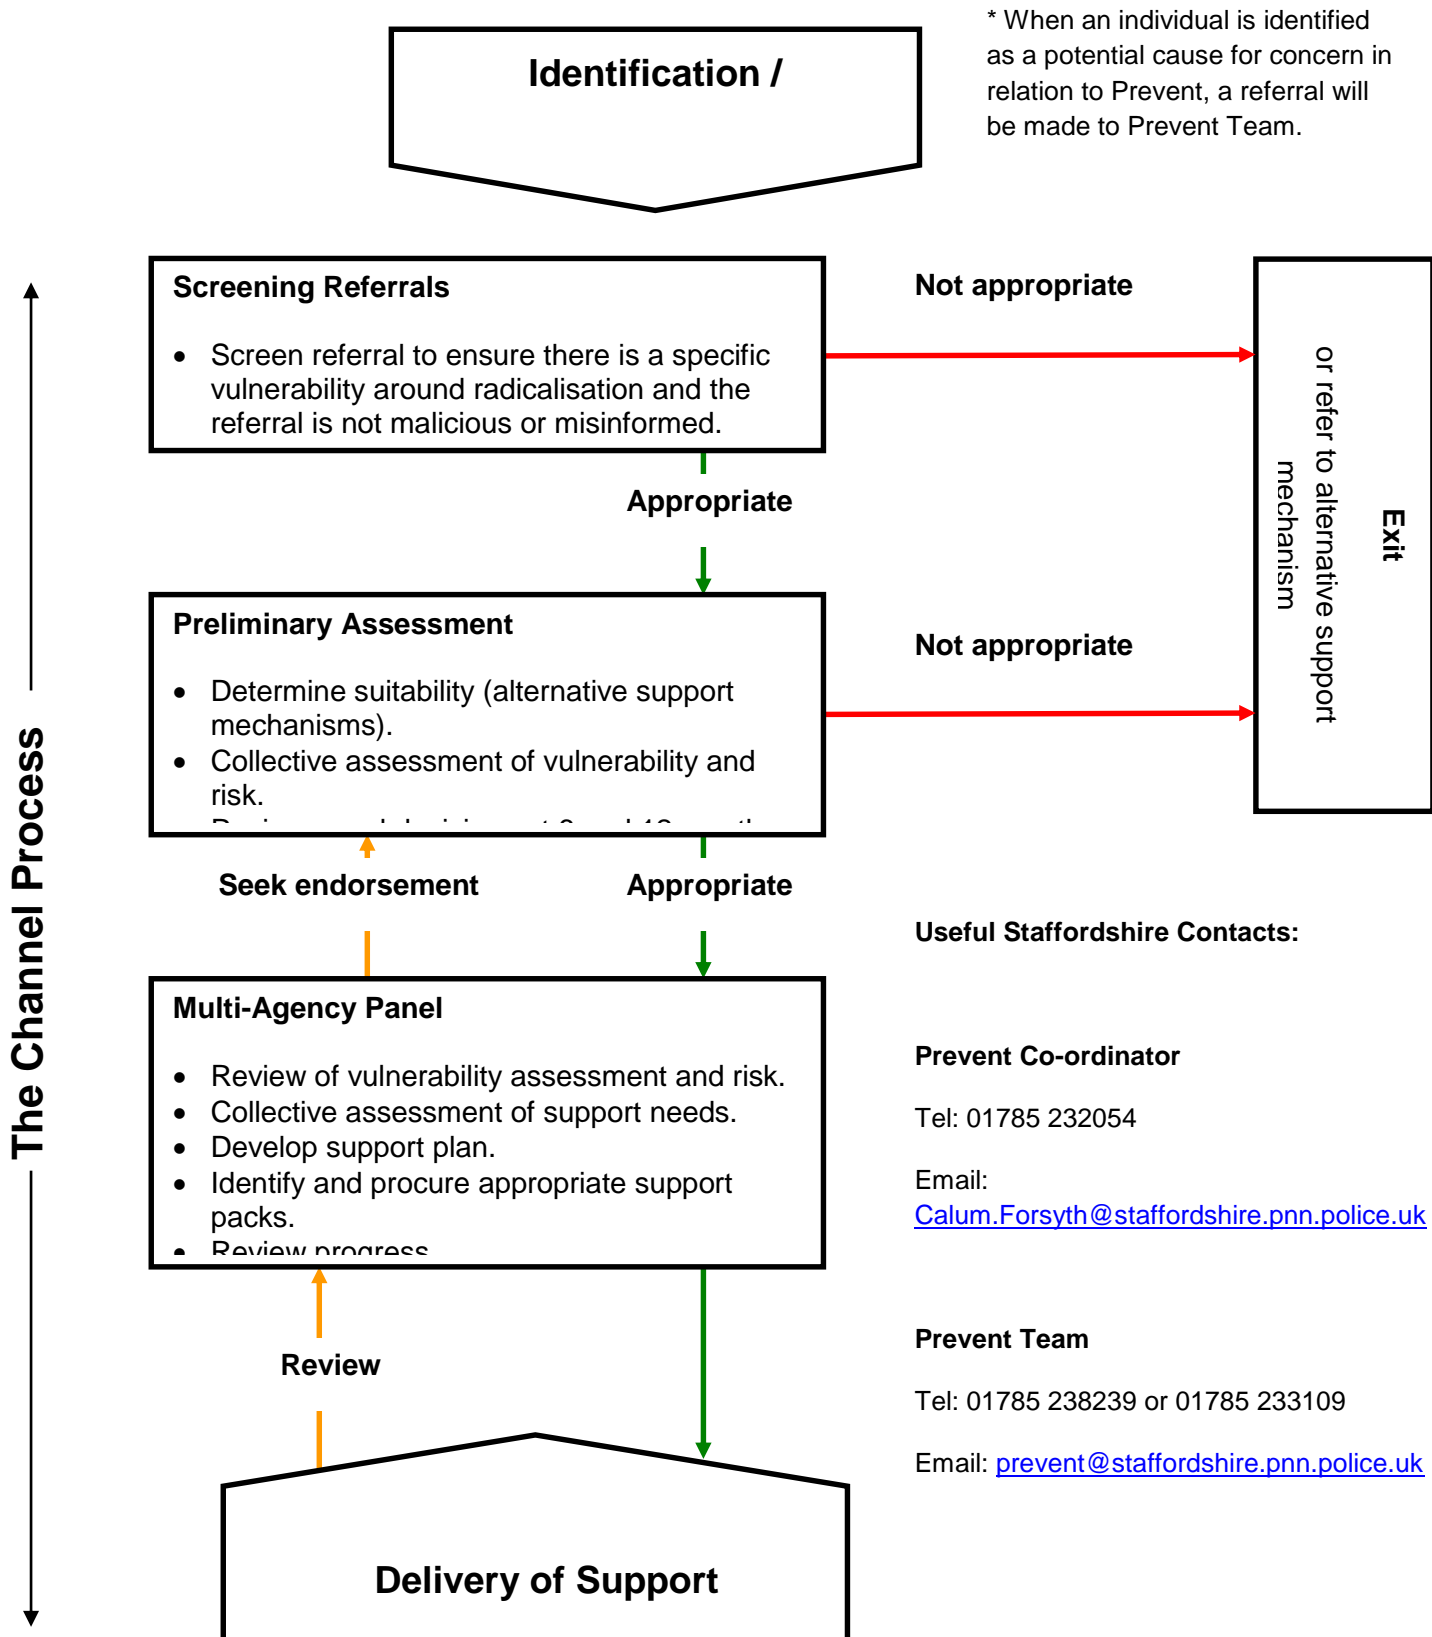 Identification /
* When an individual is identified
as a potential cause for concern in
relation to Prevent, a referral will
be made to Prevent Team.
The Channel Process
Screening Referrals
• Screen referral to ensure there is a specific
vulnerability around radicalisation and the
referral is not malicious or misinformed.
Not appropriate
Exit
or refer to alternative support
mechanism
Appropriate
Preliminary Assessment
• Determine suitability (alternative support
mechanisms).
• Collective assessment of vulnerability and
risk.
Not appropriate
Seek endorsement
Appropriate
Multi-Agency Panel
• Review of vulnerability assessment and risk.
• Collective assessment of support needs.
• Develop support plan.
• Identify and procure appropriate support
packs.
• Review progress
Review
Delivery of Support
Useful Staffordshire Contacts:
Prevent Co-ordinator
Tel: 01785 232054
Email:
Calum.Forsyth@staffordshire.pnn.police.uk
Prevent Team
Tel: 01785 238239 or 01785 233109
Email: prevent@staffordshire.pnn.police.uk